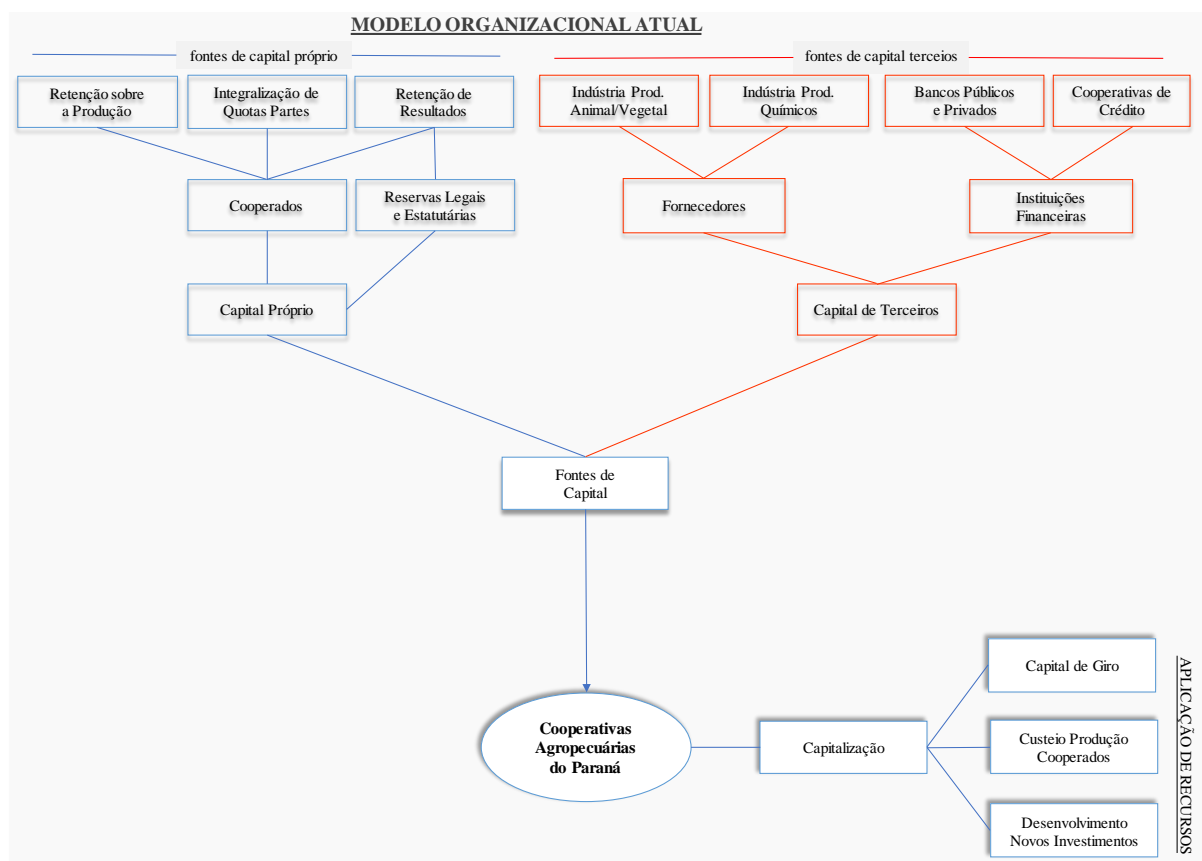 MODELO ORGANIZACIONAL ATUAL
fontes de capital próprio
fontes de capital terceios
Retenção sobre
a Produção
Integralização de
Quotas Partes
Retenção de
Resultados
Indústria Prod.
Animal/Vegetal
Indústria Prod.
Químicos
Bancos Públicos
e Privados
Cooperativas de
Crédito
Cooperados
Reservas Legais
e Estatutárias
Fornecedores
Instituições
Financeiras
Capital Próprio
Capital de Terceiros
Fontes de
Capital
Cooperativas
Agropecuárias
do Paraná
Capitalização
Capital de Giro
Custeio Produção
Cooperados
Desenvolvimento
Novos Investimentos
APLICAÇÃO DE RECURSOS